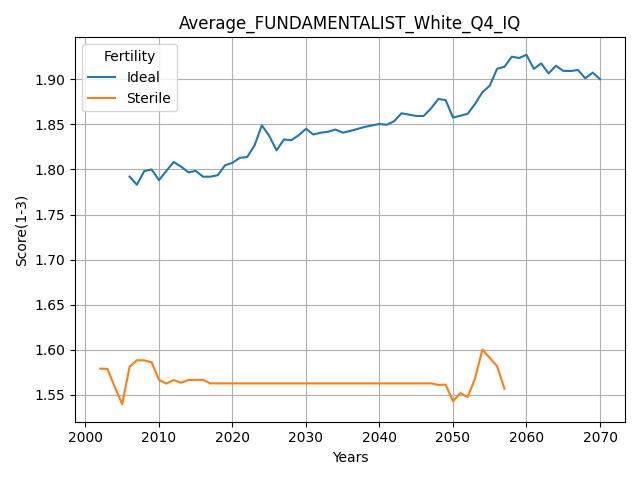 Average_FUNDAMENTALIST_White_Q4_IQ
Fertility
Ideal
Sterile
Score(1-3)
1.90
1.85
1.80
1.75
1.70
1.65
1.60
1.55
2000 2010 2020 2030 2040 2050 2060 2070
Years